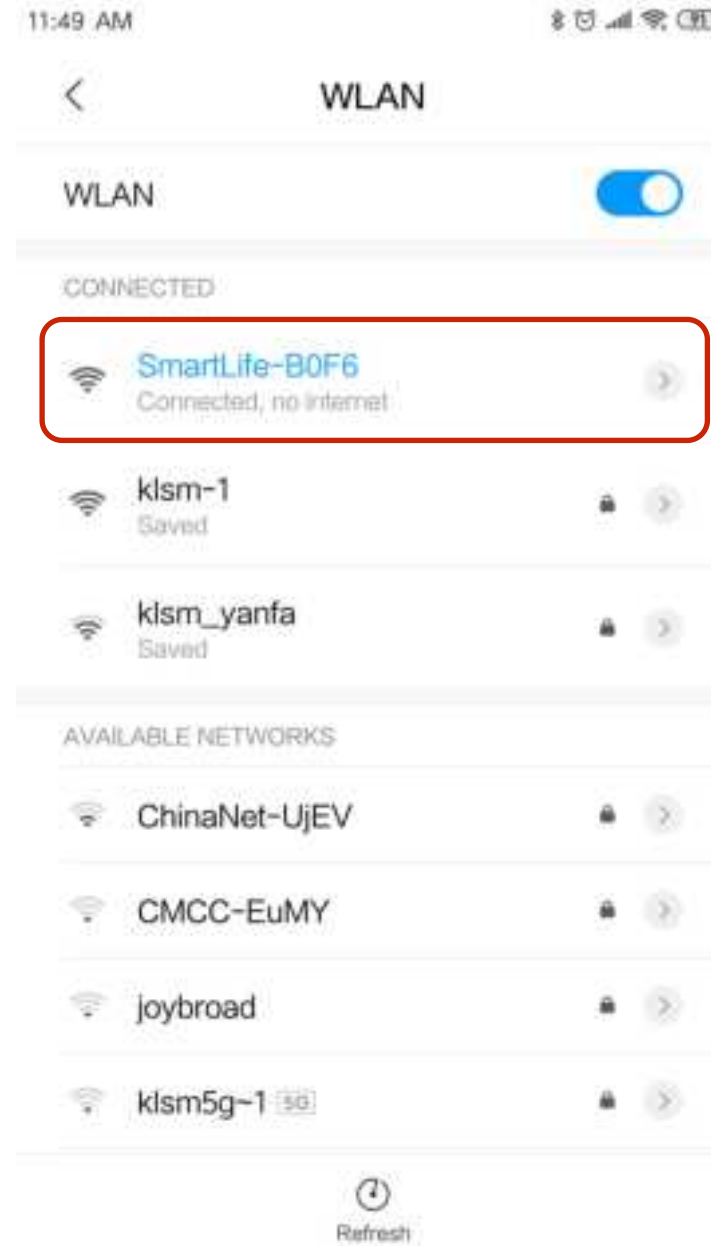 11:49 AM
WLAN
WLAN
CONNECTED
SmartLife-B0F6
Connected, no internet
klsm-1
Saved
klsm_yanfa
Saved
AVAILABLE NETWORKS
ChinaNet-UjEV
CMCC-EuMY
joybroad
klsm5g~1 5G
Refresh